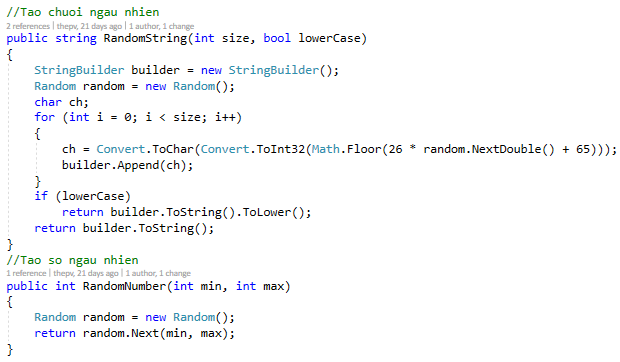 //Tao chuoi ngau nhien
2 references | thepv, 21 days ago | 1 author, 1 change
public string RandomString(int size, bool lowerCase)
{
    StringBuilder builder = new StringBuilder();
    Random random = new Random();
    char ch;
    for (int i = 0; i < size; i++)
    {
        ch = Convert.ToChar(Convert.ToInt32(Math.Floor(26 * random.NextDouble() + 65)));
        builder.Append(ch);
    }
    if (lowerCase)
        return builder.ToString().ToLower();
    return builder.ToString();
}
//Tao so ngau nhien
1 reference | thepv, 21 days ago | 1 author, 1 change
public int RandomNumber(int min, int max)
{
    Random random = new Random();
    return random.Next(min, max);
}